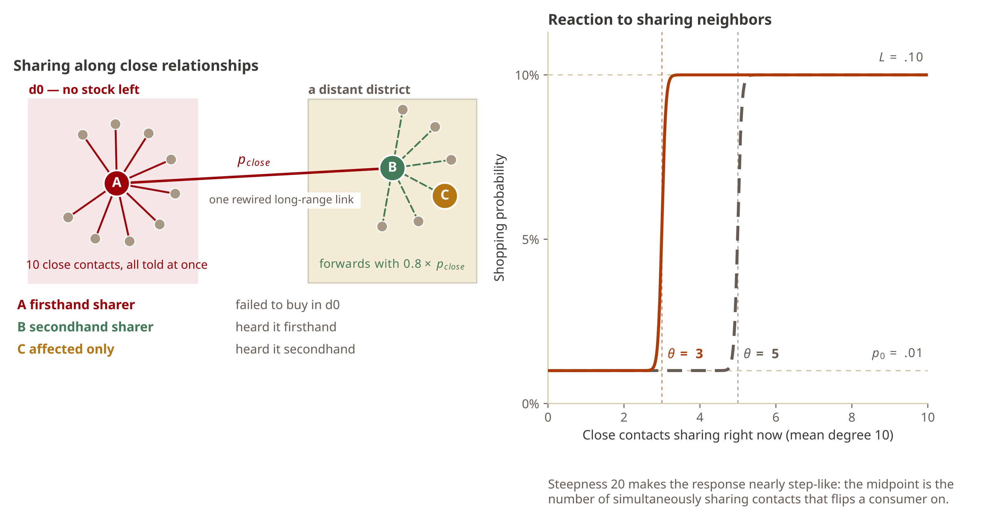 Sharing along close relationships
d0 — no stock left
a distant district
A
B
C
p close
one rewired long-range link
10 close contacts, all told at once
forwards with 0.8 × p close
A firsthand sharer failed to buy in d0
B secondhand sharer heard it firsthand
C affected only heard it secondhand
Reaction to sharing neighbors
Shopping probability
10%
5%
0%
L = .10
θ = 3
θ = 5
p0 = .01
0 2 4 6 8 10
Close contacts sharing right now (mean degree 10)
Steepness 20 makes the response nearly step-like: the midpoint is the
number of simultaneously sharing contacts that flips a consumer on.